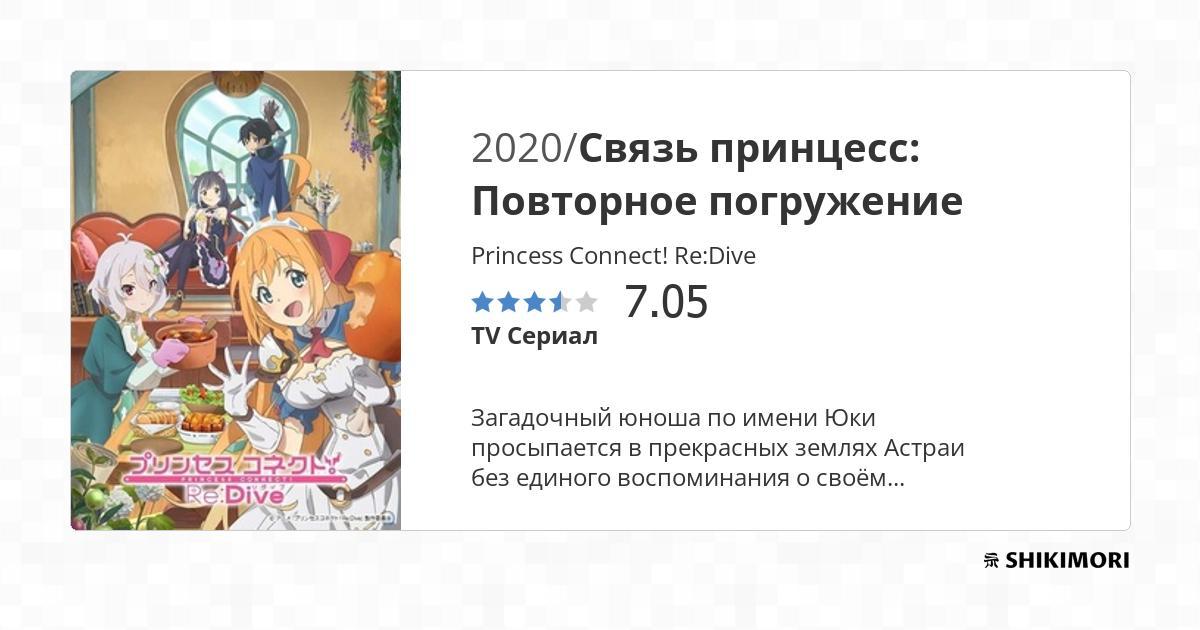 2020/Связь принцесс:
Повторное погружение
Princess Connect! Re:Dive
7.05
TV Сериал
Загадочный юноша по имени Юки
просыпается в прекрасных землях Астраи
без единого воспоминания о своём...
プリンセスコネクト!
PRINCESS CONNECT!
Re:Dive
SHIKIMORI